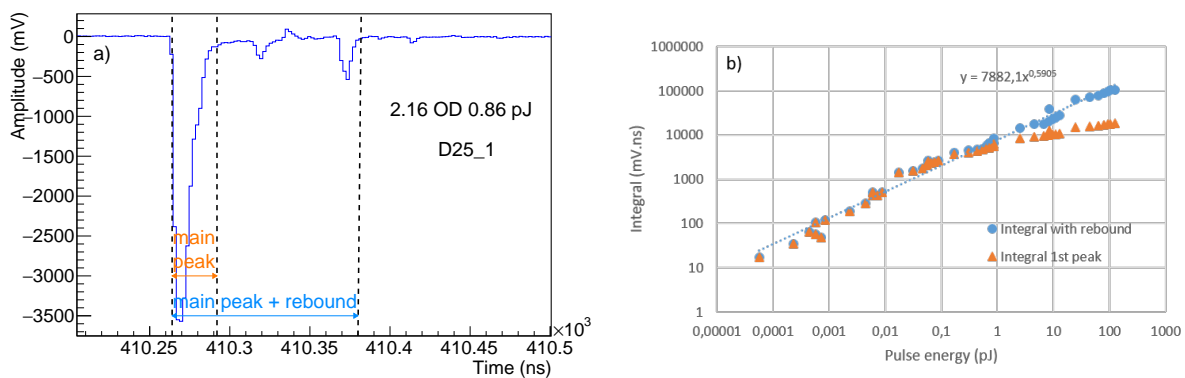 Amplitude (mV)
0
−500
−1000
−1500
−2000
−2500
−3000
−3500
a)
2.16 OD 0.86 pJ
D25_1
main
peak
main peak + rebound
×10³
410.25 410.3 410.35 410.4 410.45 410.5
Time (ns)
b)
Integral (mV.ns)
1000000
100000
10000
1000
100
10
1
y = 7882,1x^0,5905
Integral with rebound
Integral 1st peak
0,00001 0,0001 0,001 0,01 0,1 1 10 100 1000
Pulse energy (pJ)